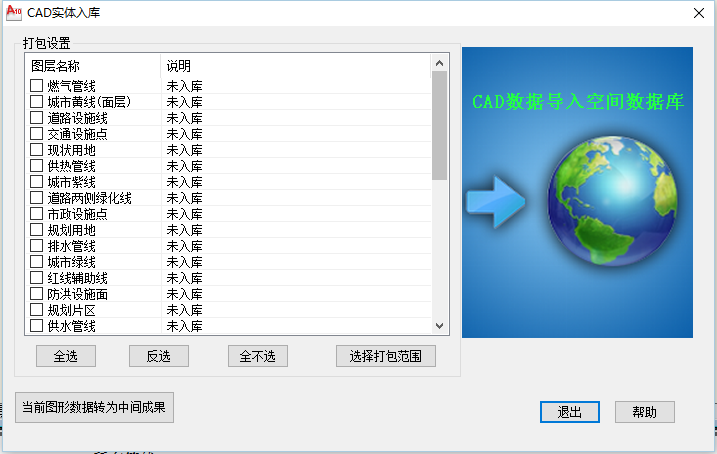 CAD实体入库
打包设置
图层名称 说明
燃气管线 未入库
城市黄线(面层) 未入库
道路设施线 未入库
交通设施点 未入库
现状用地 未入库
供热管线 未入库
城市紫线 未入库
道路两侧绿化线 未入库
市政设施点 未入库
规划用地 未入库
排水管线 未入库
城市绿线 未入库
红线辅助线 未入库
防洪设施面 未入库
规划片区 未入库
供水管线 未入库
全选 反选 全不选 选择打包范围
CAD数据导入空间数据库
当前图形数据转为中间成果
退出 帮助